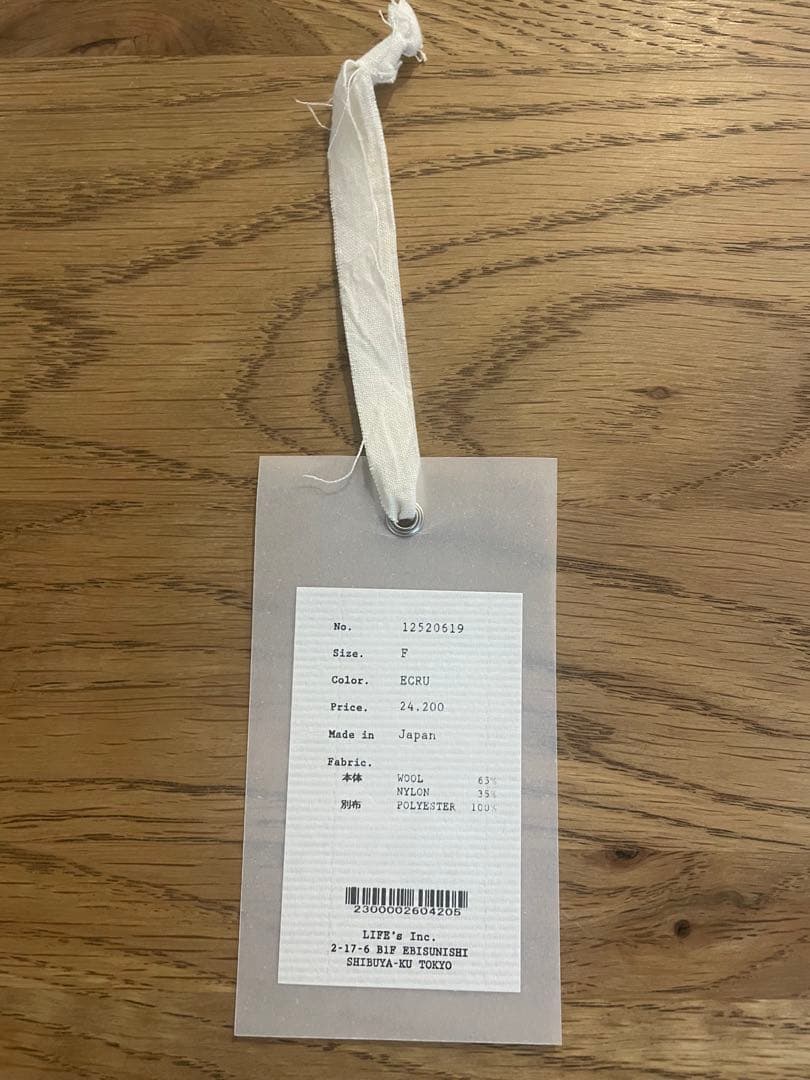 No. 12520619
Size. F
Color. ECRU
Price. 24.200
Made in Japan
Fabric.
本体 WOOL 63%
NYLON 35%
別布 POLYESTER 100%
2300002604205
LIFE's Inc.
2-17-6 B1F EBISUNISHI
SHIBUYA-KU TOKYO